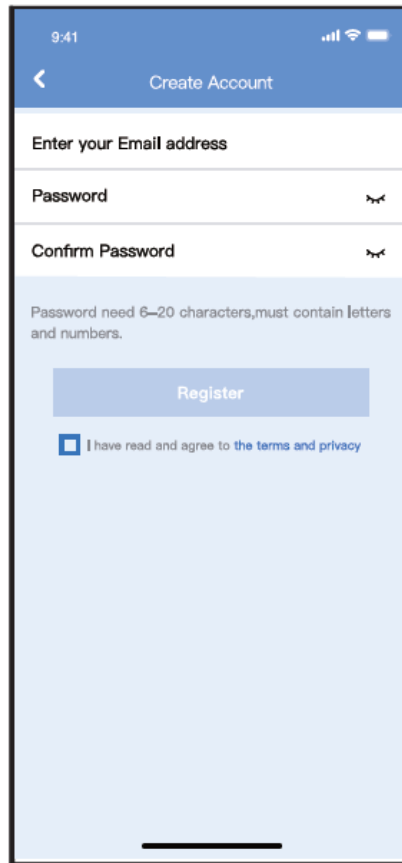 9:41
Create Account
Enter your Email address
Password
Confirm Password
Password need 6–20 characters,must contain letters
and numbers.
Register
I have read and agree to the terms and privacy